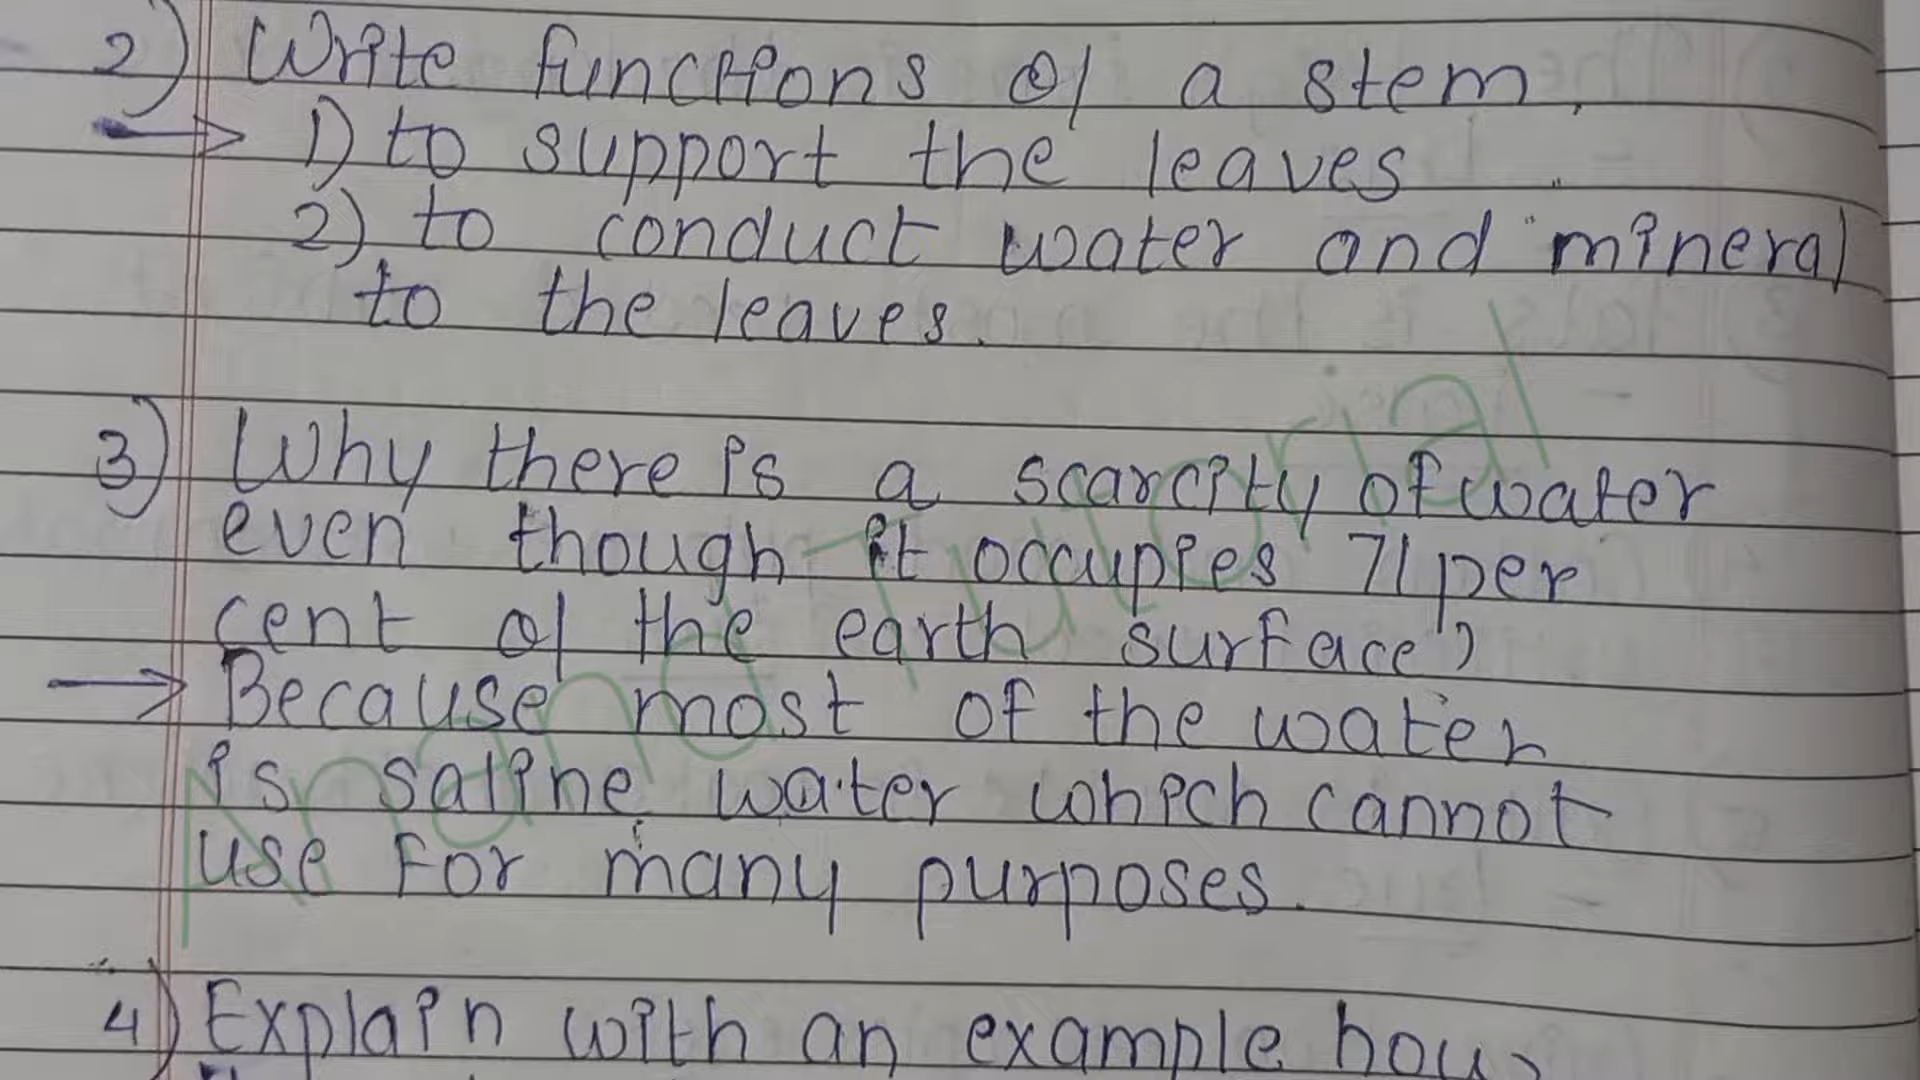 2) Write functions of a stem.
→ 1) to support the leaves
2) to conduct water and mineral
to the leaves.
3) Why there is a scarcity of water
even though it occupies 71 per
cent of the earth surface?
→ Because most of the water
is saline water which cannot
use for many purposes.
4) Explain with an example how
Anand Tutorial